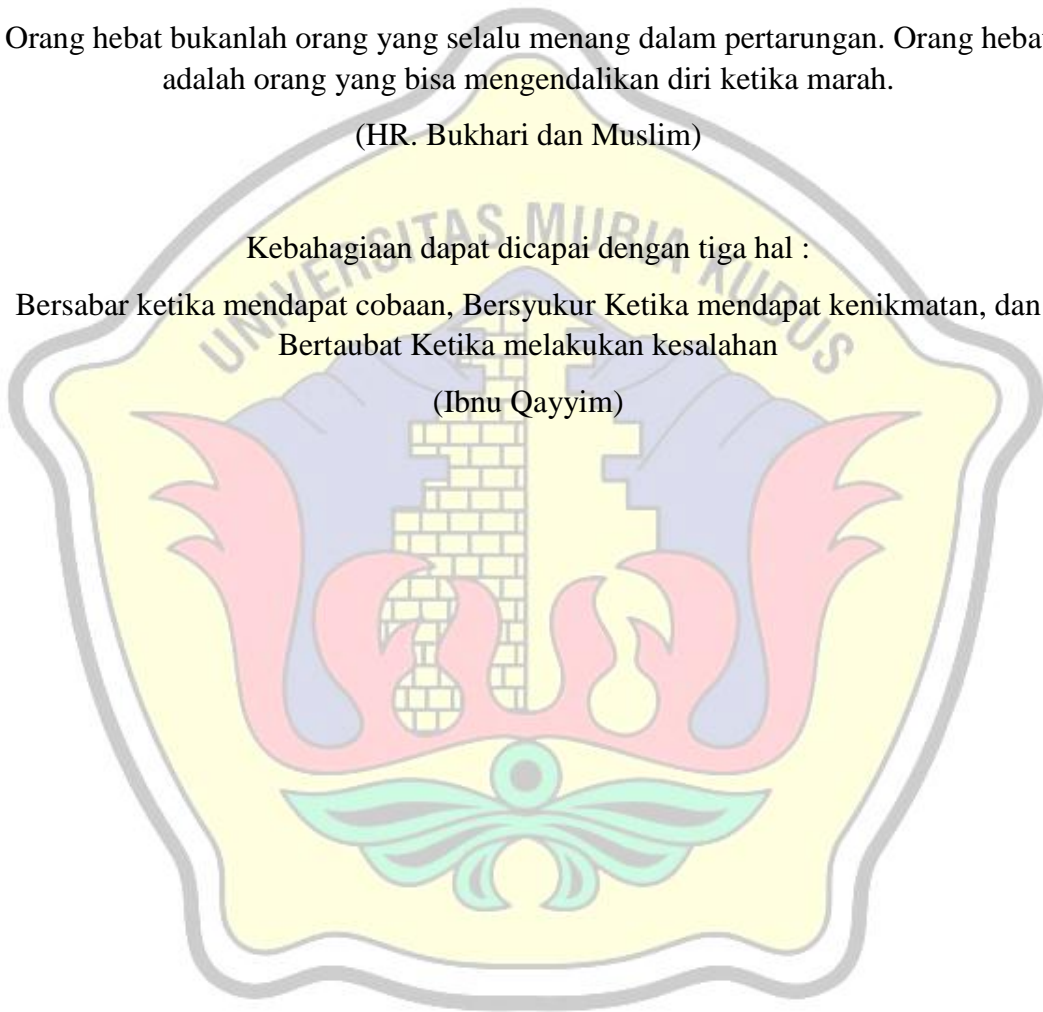 Orang hebat bukanlah orang yang selalu menang dalam pertarungan. Orang heba
adalah orang yang bisa mengendalikan diri ketika marah.
(HR. Bukhari dan Muslim)
UNIVERSITAS MURIA KUDUS
Kebahagiaan dapat dicapai dengan tiga hal :
Bersabar ketika mendapat cobaan, Bersyukur Ketika mendapat kenikmatan, dan
Bertaubat Ketika melakukan kesalahan
(Ibnu Qayyim)